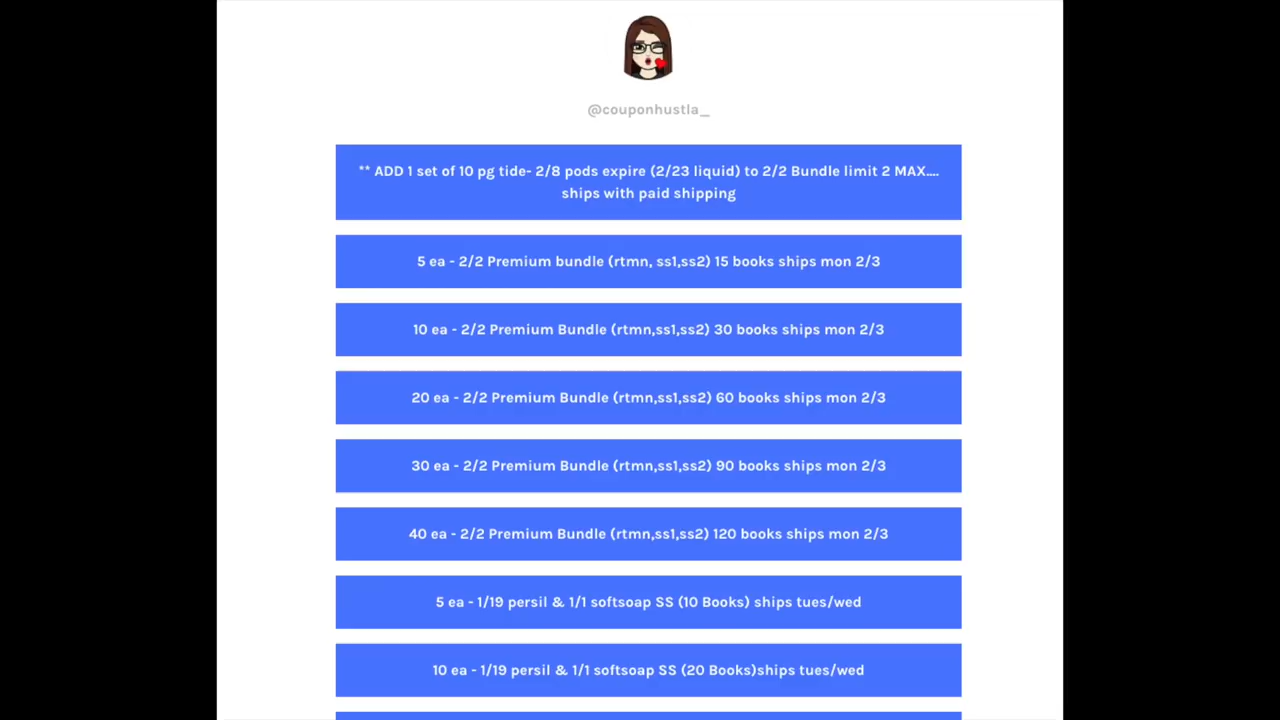 @couponhustla_
** ADD 1 set of 10 pg tide- 2/8 pods expire (2/23 liquid) to 2/2 Bundle limit 2 MAX....
ships with paid shipping
5 ea - 2/2 Premium bundle (rtmn, ss1,ss2) 15 books ships mon 2/3
10 ea - 2/2 Premium Bundle (rtmn,ss1,ss2) 30 books ships mon 2/3
20 ea - 2/2 Premium Bundle (rtmn,ss1,ss2) 60 books ships mon 2/3
30 ea - 2/2 Premium Bundle (rtmn,ss1,ss2) 90 books ships mon 2/3
40 ea - 2/2 Premium Bundle (rtmn,ss1,ss2) 120 books ships mon 2/3
5 ea - 1/19 persil & 1/1 softsoap SS (10 Books) ships tues/wed
10 ea - 1/19 persil & 1/1 softsoap SS (20 Books)ships tues/wed